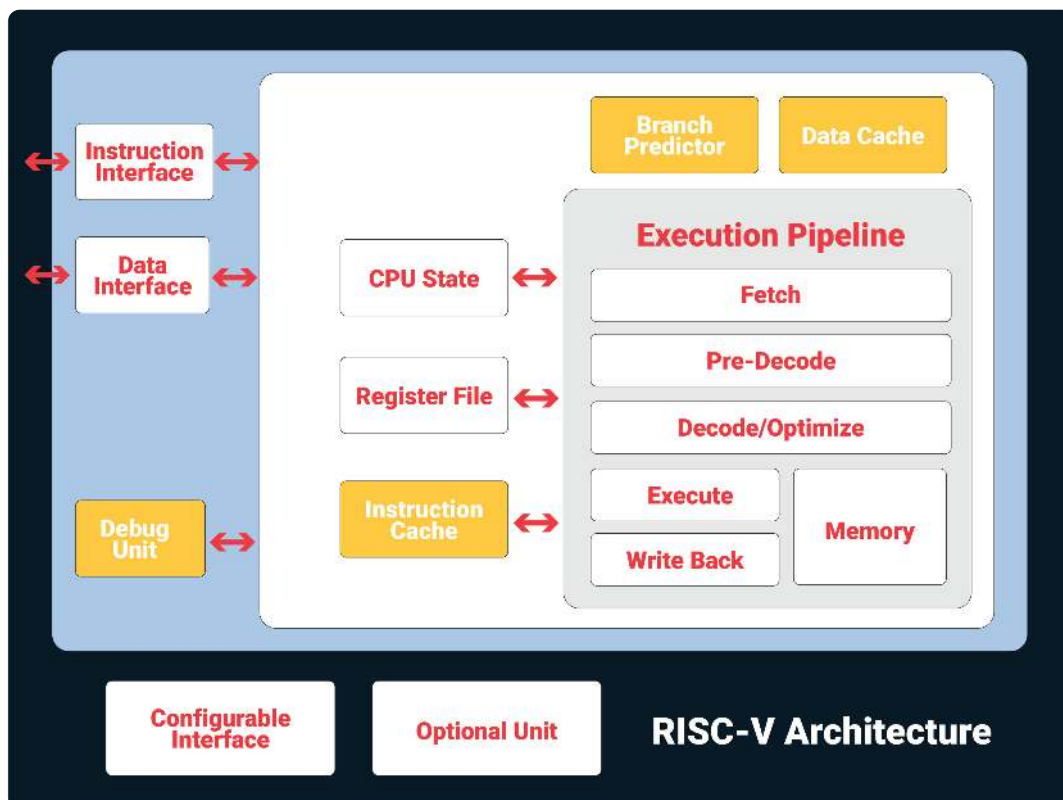 Branch
Predictor
Data Cache
Instruction
Interface
Execution Pipeline
Data
Interface
CPU State
Fetch
Pre-Decode
Register File
Decode/Optimize
Execute
Instruction
Cache
Memory
Debug
Unit
Write Back
Configurable
Interface
Optional Unit
RISC-V Architecture